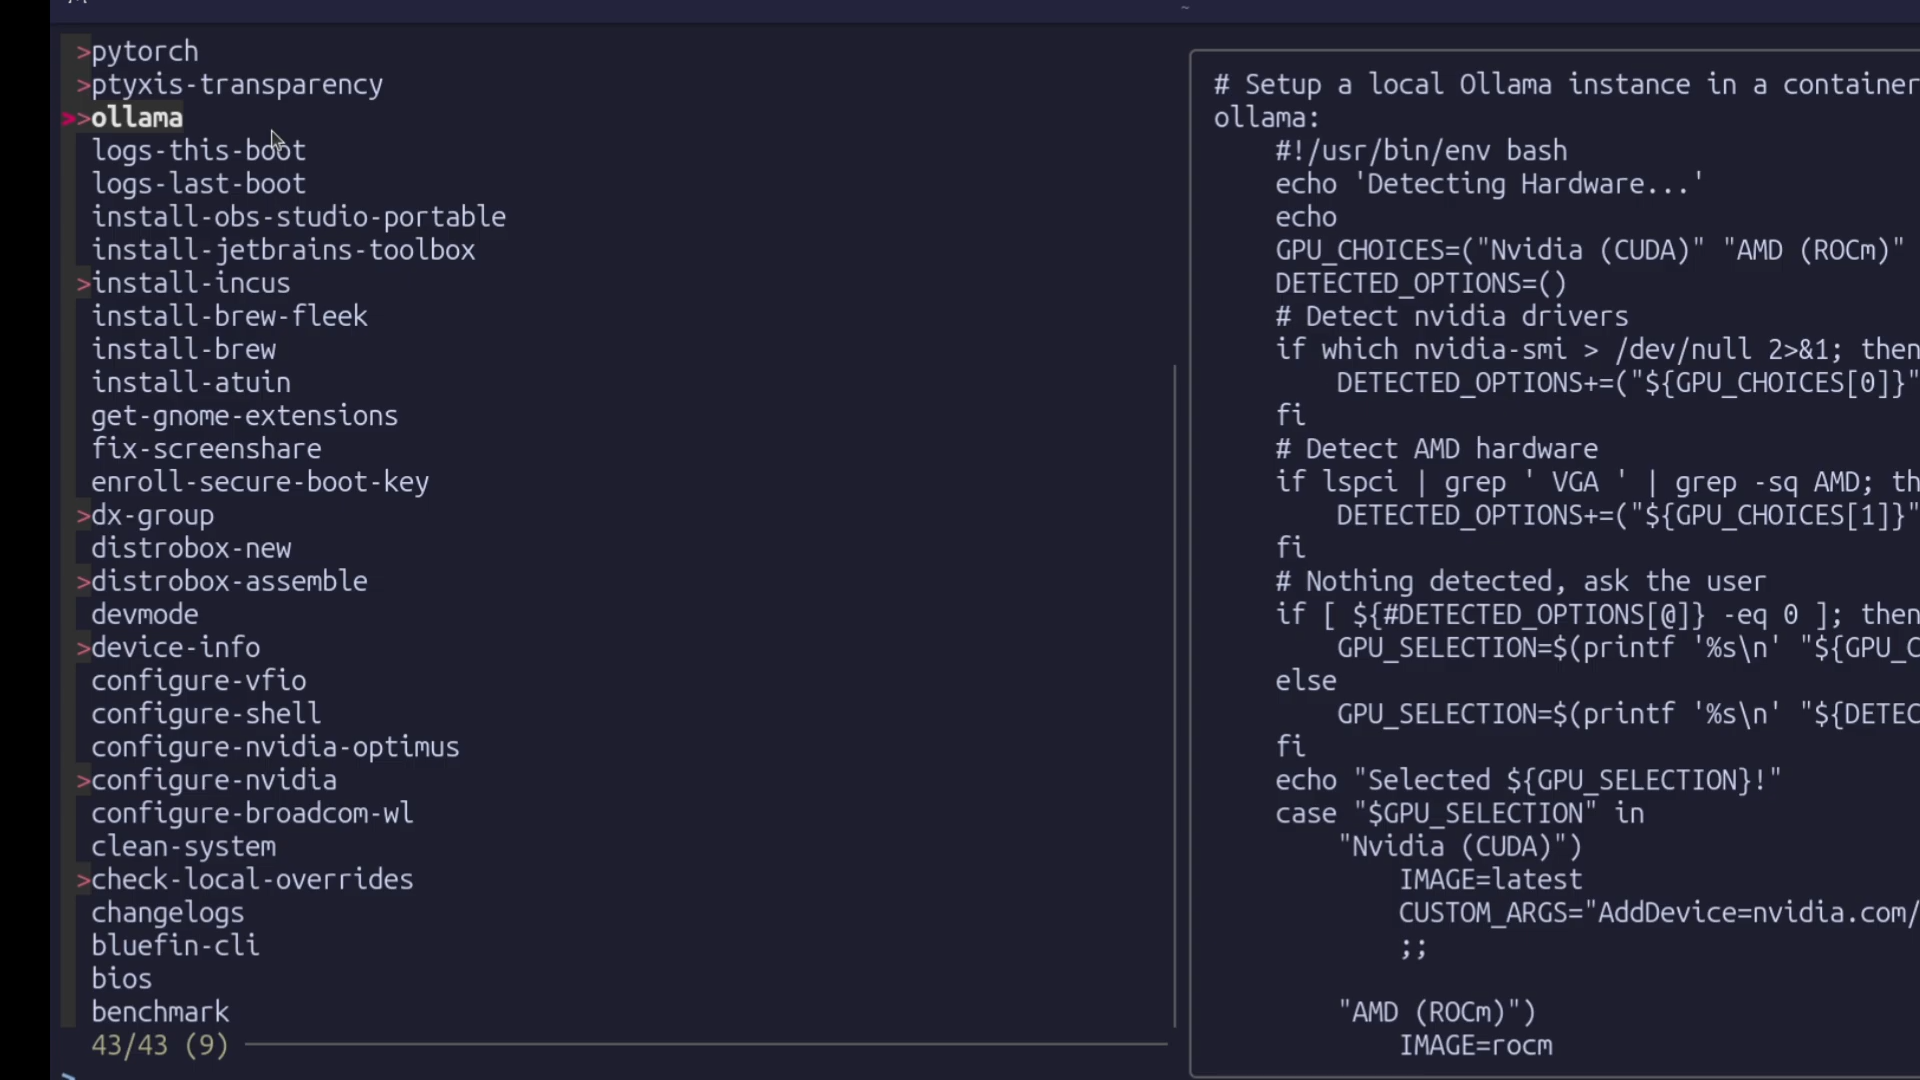 ~
>pytorch
>ptyxis-transparency
>>ollama
logs-this-boot
logs-last-boot
install-obs-studio-portable
install-jetbrains-toolbox
>install-incus
install-brew-fleek
install-brew
install-atuin
get-gnome-extensions
fix-screenshare
enroll-secure-boot-key
>dx-group
distrobox-new
>distrobox-assemble
devmode
>device-info
configure-vfio
configure-shell
configure-nvidia-optimus
>configure-nvidia
configure-broadcom-wl
clean-system
>check-local-overrides
changelogs
bluefin-cli
bios
benchmark
43/43 (9)
>
# Setup a local Ollama instance in a container
ollama:
#!/usr/bin/env bash
echo 'Detecting Hardware...'
echo
GPU_CHOICES=("Nvidia (CUDA)" "AMD (ROCm)"
DETECTED_OPTIONS=()
# Detect nvidia drivers
if which nvidia-smi > /dev/null 2>&1; then
DETECTED_OPTIONS+=("${GPU_CHOICES[0]}"
fi
# Detect AMD hardware
if lspci | grep ' VGA ' | grep -sq AMD; th
DETECTED_OPTIONS+=("${GPU_CHOICES[1]}"
fi
# Nothing detected, ask the user
if [ ${#DETECTED_OPTIONS[@]} -eq 0 ]; then
GPU_SELECTION=$(printf '%s\n' "${GPU_C
else
GPU_SELECTION=$(printf '%s\n' "${DETEC
fi
echo "Selected ${GPU_SELECTION}!"
case "$GPU_SELECTION" in
"Nvidia (CUDA)")
IMAGE=latest
CUSTOM_ARGS="AddDevice=nvidia.com/
;;
"AMD (ROCm)")
IMAGE=rocm